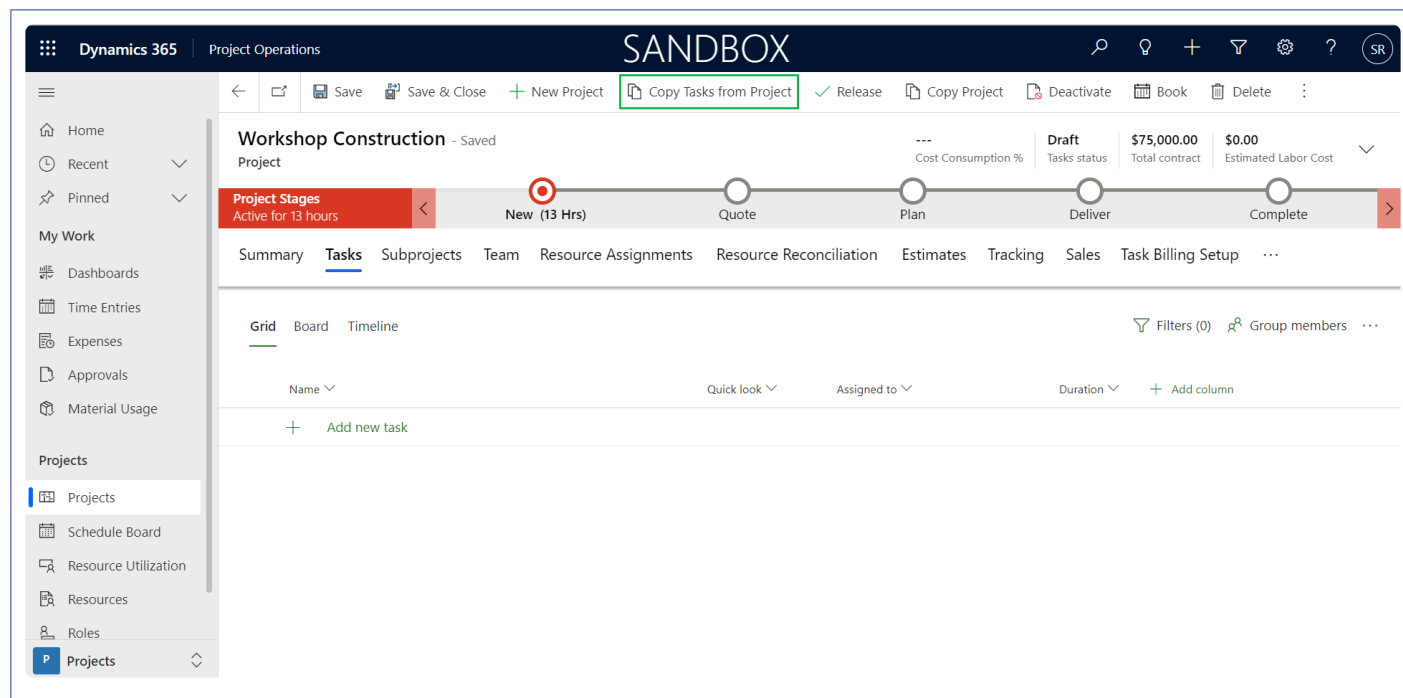 Dynamics 365 Project Operations SANDBOX ? SR
Save Save & Close New Project Copy Tasks from Project Release Copy Project Deactivate Book Delete
Home
Recent
Pinned
My Work
Dashboards
Time Entries
Expenses
Approvals
Material Usage
Projects
Projects
Schedule Board
Resource Utilization
Resources
Roles
P Projects
Workshop Construction - Saved
Project
--- Draft $75,000.00 $0.00
Cost Consumption % Tasks status Total contract Estimated Labor Cost
Project Stages
Active for 13 hours
New (13 Hrs) Quote Plan Deliver Complete
Summary Tasks Subprojects Team Resource Assignments Resource Reconciliation Estimates Tracking Sales Task Billing Setup ...
Grid Board Timeline Filters (0) Group members ...
Name Quick look Assigned to Duration + Add column
+ Add new task